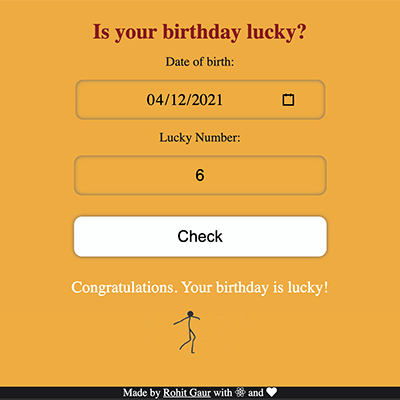 Is your birthday lucky?
Date of birth:
04/12/2021
Lucky Number:
6
Check
Congratulations. Your birthday is lucky!
Made by Rohit Gaur with ⚛ and ♥